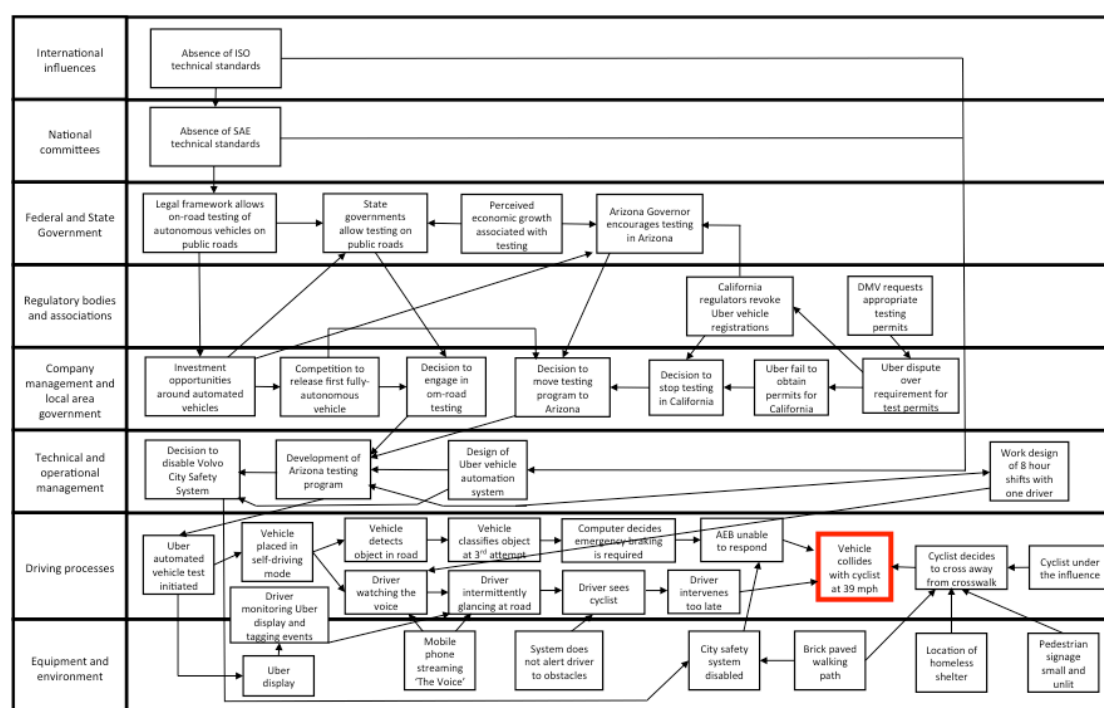 International
influences
Absence of ISO
technical standards
National
committees
Absence of SAE
technical standards
Federal and State
Government
Legal framework allows
on-road testing of
autonomous vehicles on
public roads
State
governments
allow testing on
public roads
Perceived
economic growth
associated with
testing
Arizona Governor
encourages testing
in Arizona
Regulatory bodies
and associations
California
regulators revoke
Uber vehicle
registrations
DMV requests
appropriate
testing
permits
Company
management and
local area
government
Investment
opportunities
around automated
vehicles
Competition to
release first fully-
autonomous
vehicle
Decision to
engage in
om-road
testing
Decision to
move testing
program to
Arizona
Decision to
stop testing
in California
Uber fail to
obtain
permits for
California
Uber dispute
over
requirement for
test permits
Technical and
operational
management
Decision to
disable Volvo
City Safety
System
Development of
Arizona testing
program
Design of
Uber vehicle
automation
system
Work design
of 8 hour
shifts with
one driver
Driving processes
Uber
automated
vehicle test
initiated
Vehicle
placed in
self-driving
mode
Vehicle
detects
object in road
Vehicle
classifies object
at 3rd attempt
Computer decides
emergency braking
is required
AEB unable
to respond
Vehicle
collides
with cyclist
at 39 mph
Cyclist decides
to cross away
from crosswalk
Cyclist under
the influence
Driver
watching the
voice
Driver
intermittently
glancing at road
Driver sees
cyclist
Driver
intervenes
too late
Driver
monitoring Uber
display and
tagging events
Equipment and
environment
Uber
display
Mobile
phone
streaming
‘The Voice’
System does
not alert driver
to obstacles
City safety
system
disabled
Brick paved
walking
path
Location of
homeless
shelter
Pedestrian
signage
small and
unlit